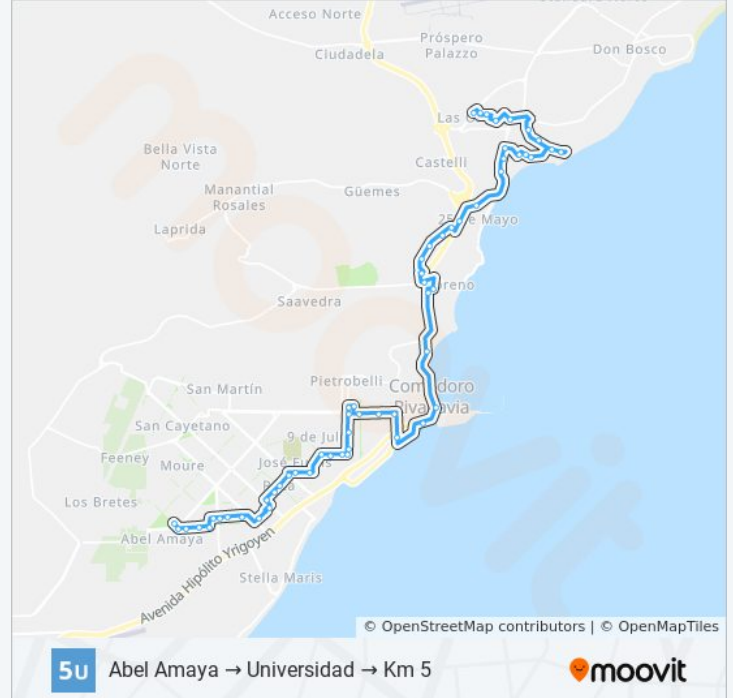 Acceso Norte
Próspero
Palazzo
Don Bosco
Ciudadela
Las
Castelli
Bella Vista
Norte
Manantial
Rosales
Güemes
Laprida
25 de Mayo
Saavedra
San Martín
Pietrobelli
Comodoro
Rivadavia
San Cayetano
9 de Jul
Feeney
Moure
José Fuchs
Los Bretes
Abel Amaya
Avenida Hipólito Yrigoyen
Stella Maris
moovit
© OpenStreetMap contributors | © OpenMapTiles
5U
Abel Amaya → Universidad → Km 5
moovit